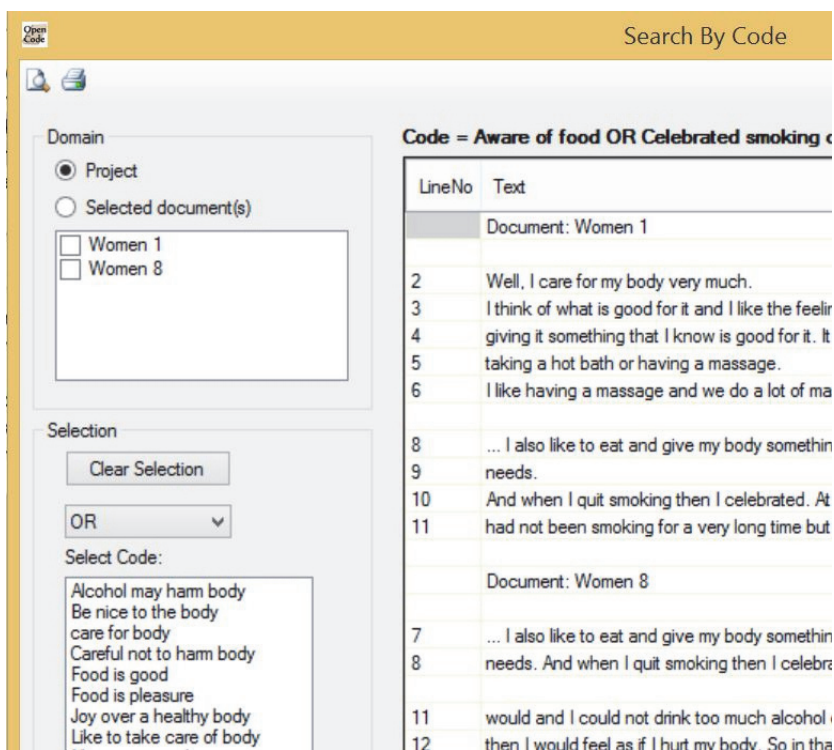 Open
Code
Search By Code
Domain
Project
Selected document(s)
Women 1
Women 8
Selection
Clear Selection
OR
Select Code:
Alcohol may harm body
Be nice to the body
care for body
Careful not to harm body
Food is good
Food is pleasure
Joy over a healthy body
Like to take care of body
Code = Aware of food OR Celebrated smoking
LineNo Text
Document: Women 1
2 Well, I care for my body very much.
3 I think of what is good for it and I like the
4 giving it something that I know is good for it. It
5 taking a hot bath or having a massage.
6 I like having a massage and we do a lot of
8 ... I also like to eat and give my body
9 needs.
10 And when I quit smoking then I celebrated. At
11 had not been smoking for a very long time but
Document: Women 8
7 ... I also like to eat and give my body
8 needs. And when I quit smoking then I
11 would and I could not drink too much alcohol
12 then I would feel as if I hurt my body. So in